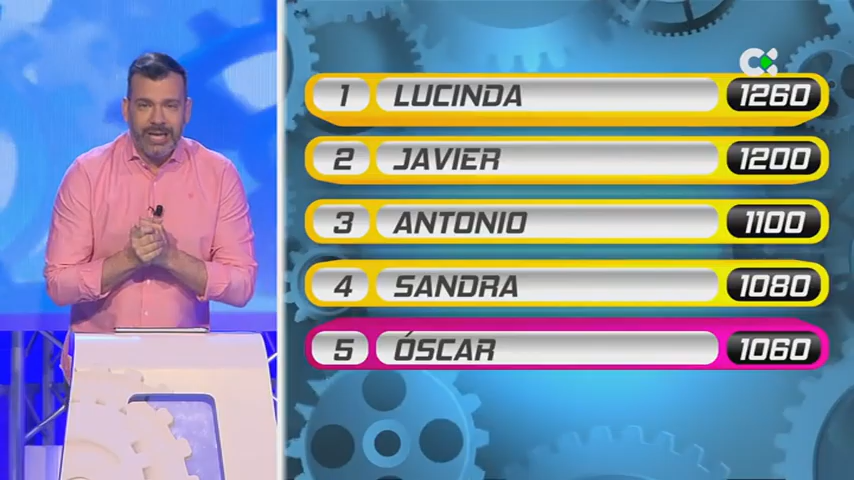 1 LUCINDA 1260
2 JAVIER 1200
3 ANTONIO 1100
4 SANDRA 1080
5 ÓSCAR 1060